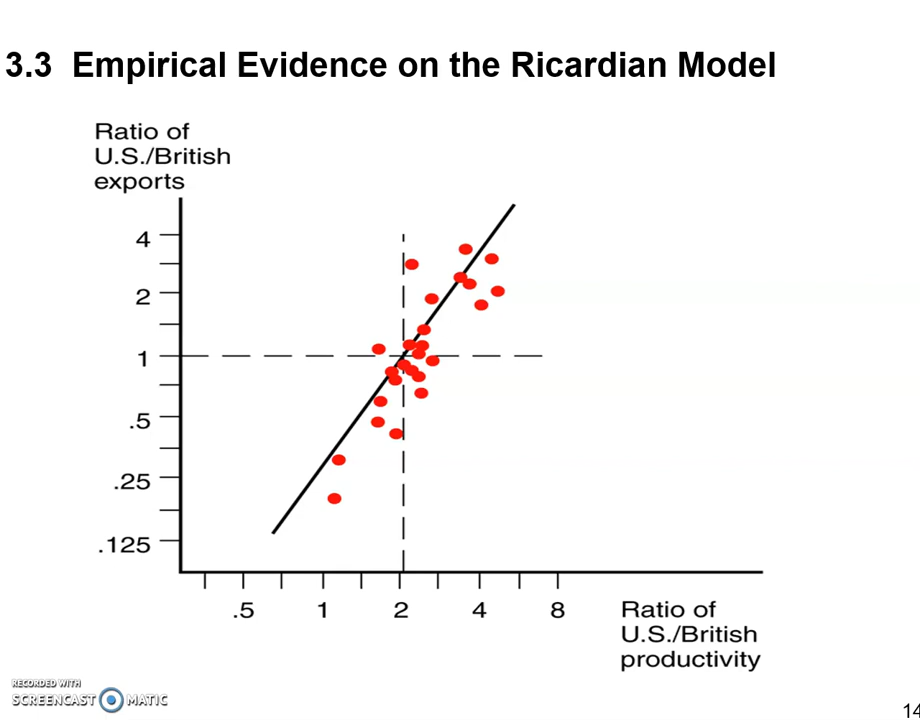 3.3 Empirical Evidence on the Ricardian Model
Ratio of
U.S./British
exports
4
2
1
.5
.25
.125
.5 1 2 4 8
Ratio of
U.S./British
productivity
RECORDED WITH
SCREENCAST MATIC
14